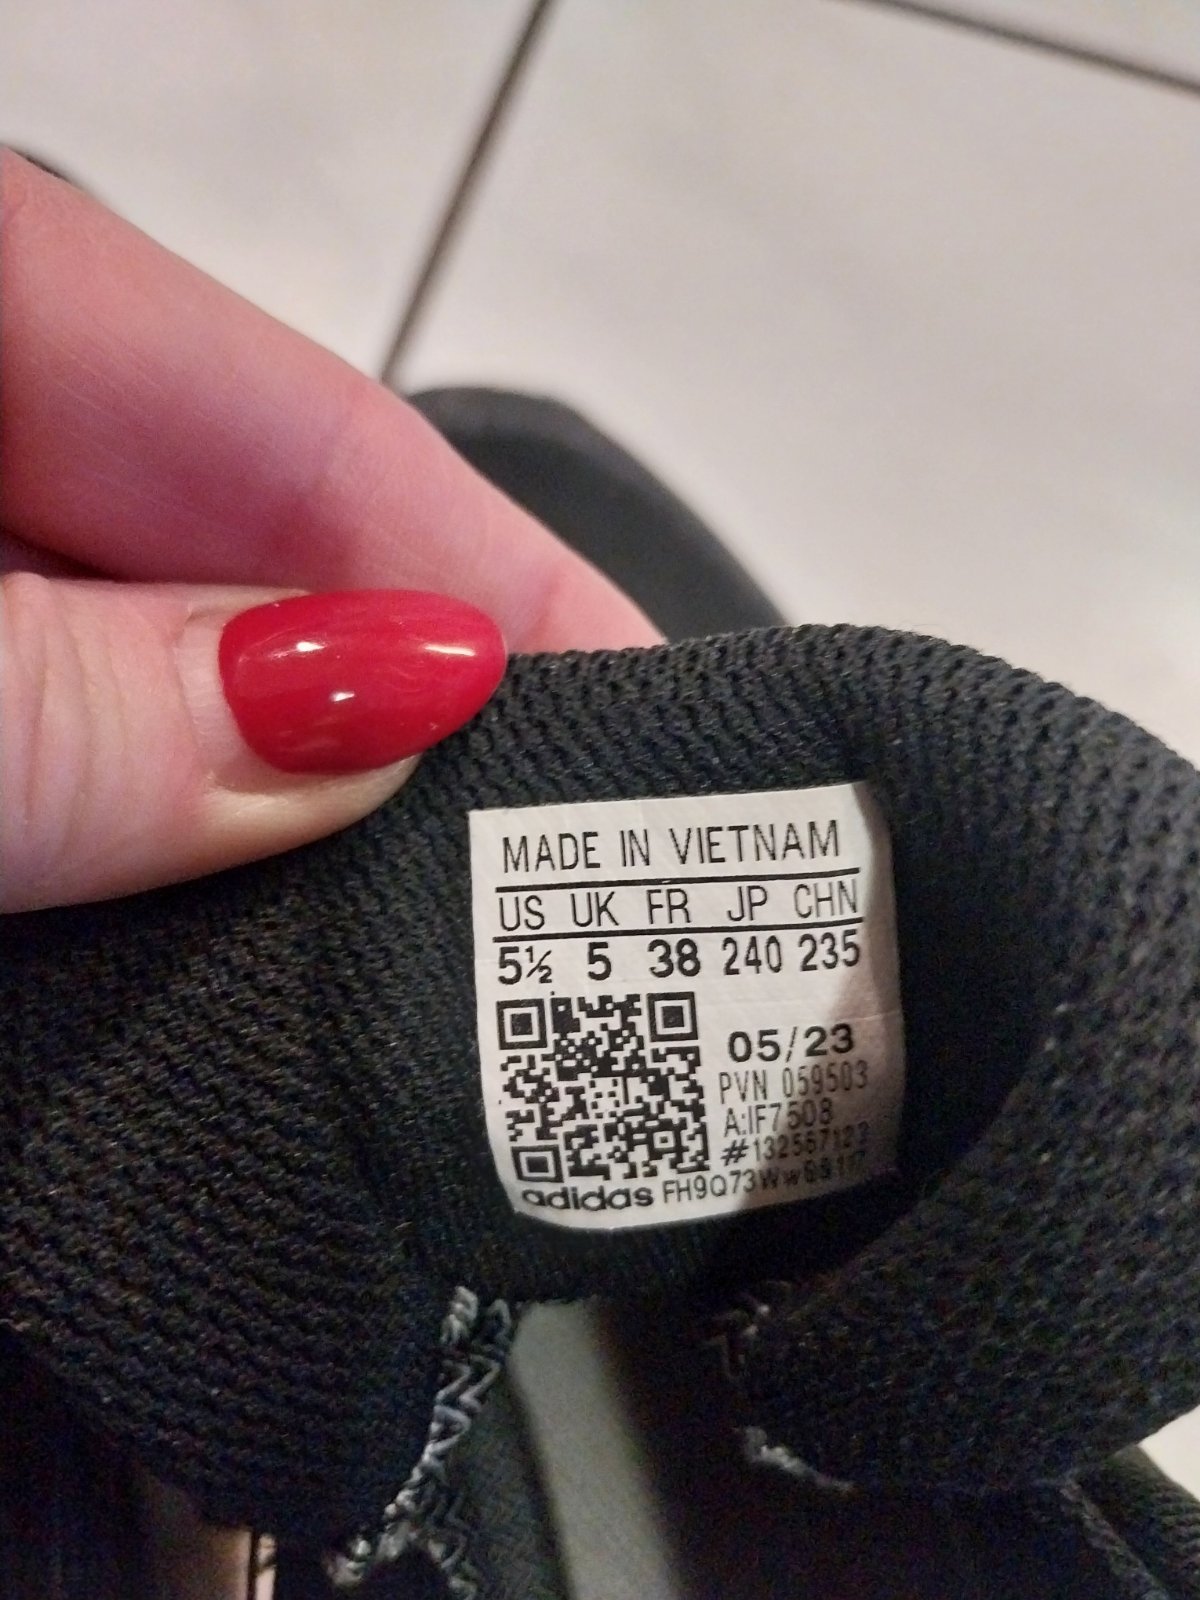 MADE IN VIETNAM
US UK FR JP CHN
5½ 5 38 240 235
05/23
PVN 059503
A:IF7508
adidas